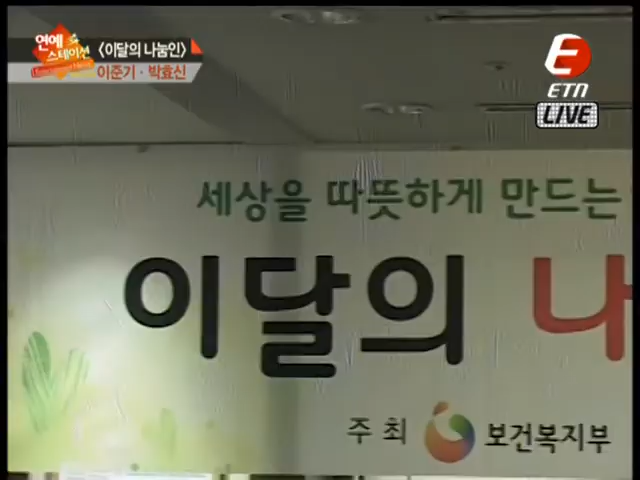 연예
스테이션
<이달의 나눔인>
이준기·박효신
E
ETN
LIVE
세상을 따뜻하게 만드는
이달의 나
주최 보건복지부